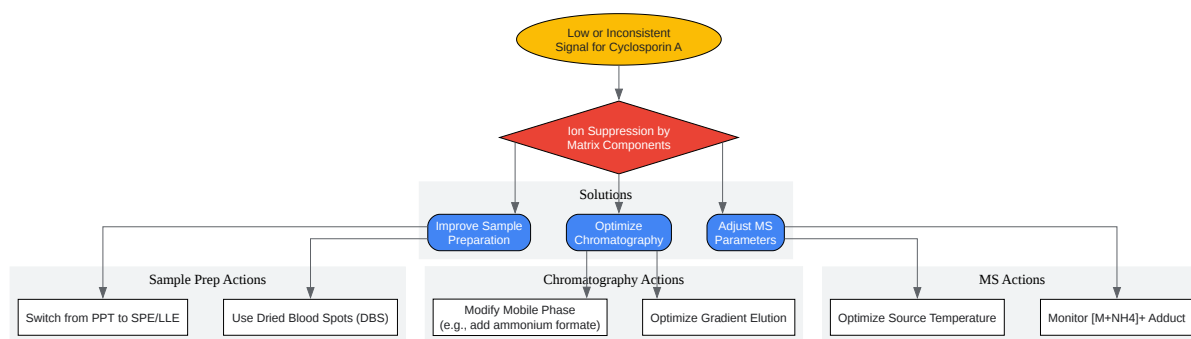 Low or Inconsistent
Signal for Cyclosporin A
Ion Suppression by
Matrix Components
Solutions
Improve Sample
Preparation
Optimize
Chromatography
Adjust MS
Parameters
Sample Prep Actions
Chromatography Actions
MS Actions
Switch from PPT to SPE/LLE
Use Dried Blood Spots (DBS)
Modify Mobile Phase
(e.g., add ammonium formate)
Optimize Gradient Elution
Optimize Source Temperature
Monitor [M+NH4]+ Adduct